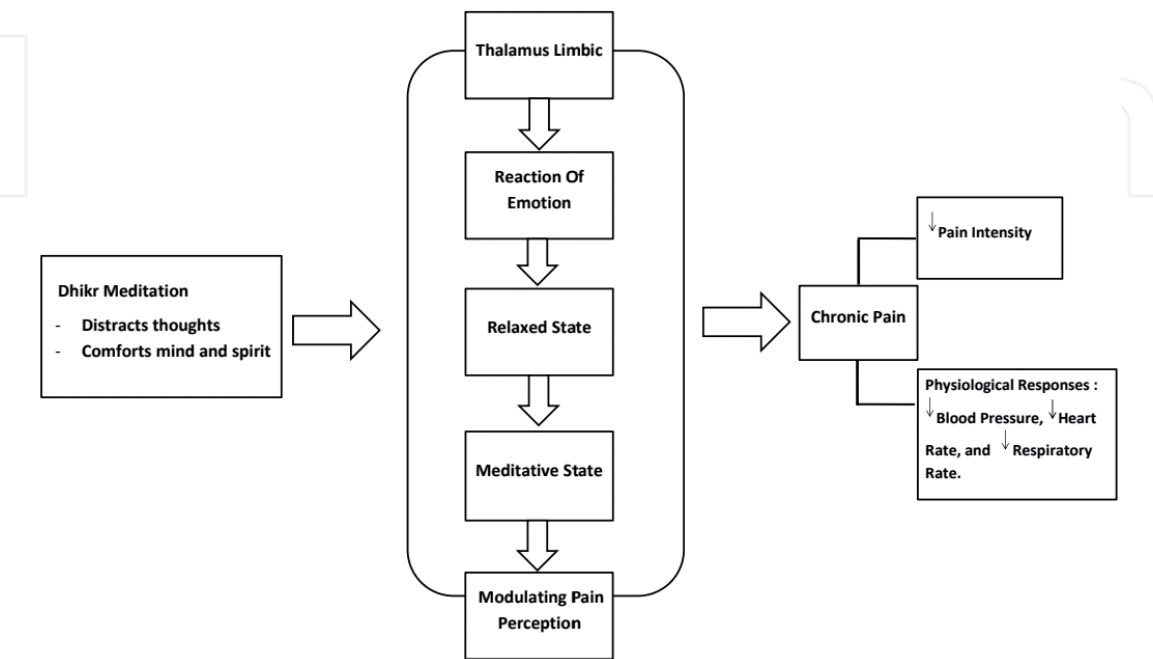 Dhikr Meditation
- Distracts thoughts
- Comforts mind and spirit
Thalamus Limbic
Reaction Of
Emotion
Relaxed State
Meditative State
Modulating Pain
Perception
Chronic Pain
↓Pain Intensity
Physiological Responses :
↓Blood Pressure, ↓Heart
Rate, and ↓Respiratory
Rate.